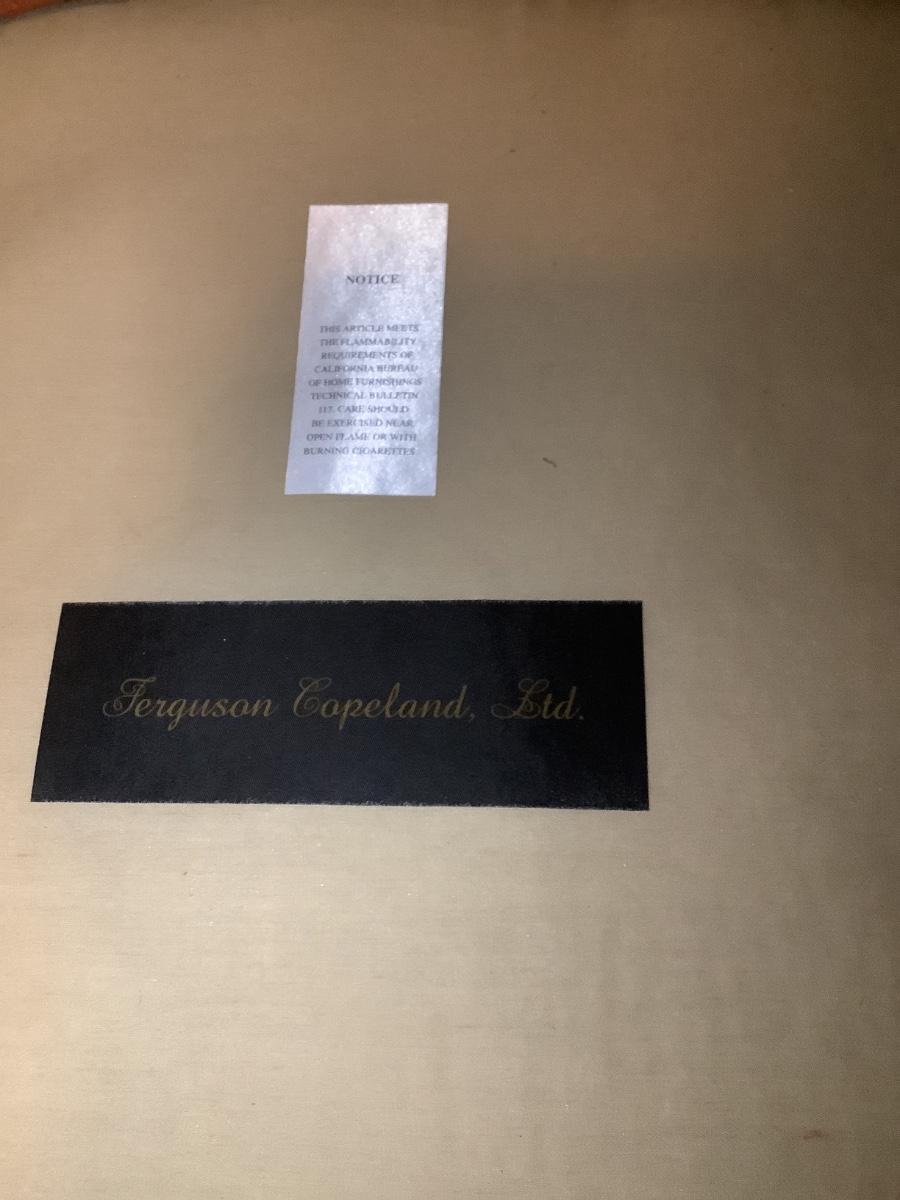 NOTICE
THIS ARTICLE MEETS
THE FLAMMABILITY
REQUIREMENTS OF
CALIFORNIA BUREAU
OF HOME FURNISHINGS
TECHNICAL BULLETIN
117. CARE SHOULD
BE EXERCISED NEAR
OPEN FLAME OR WITH
BURNING CIGARETTES.
Ferguson Copeland, Ltd.